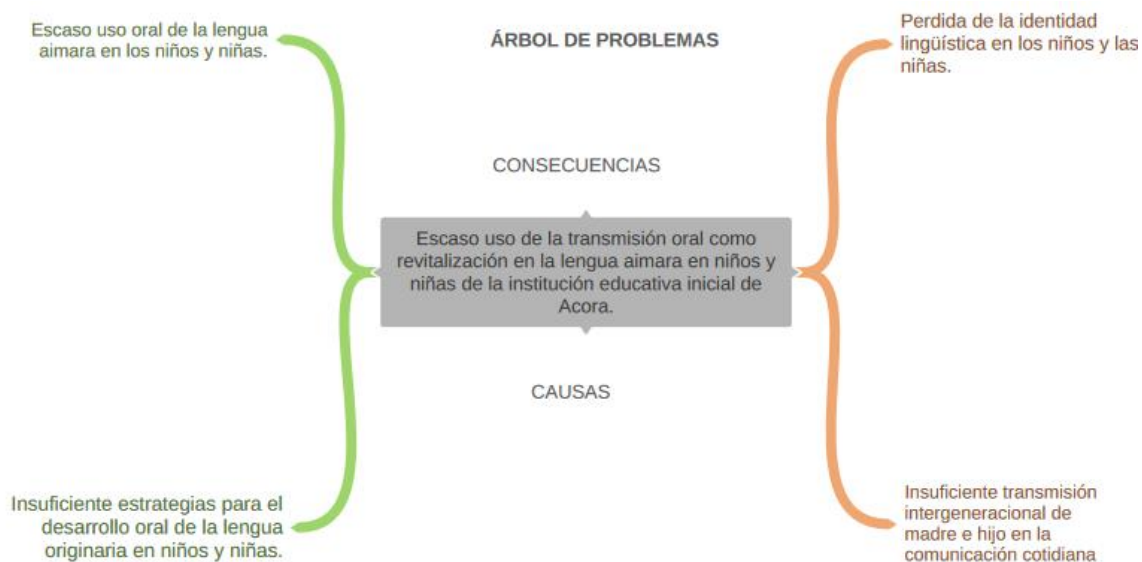 Escaso uso oral de la lengua
aimara en los niños y niñas.
ÁRBOL DE PROBLEMAS
Perdida de la identidad
lingüística en los niños y las
niñas.
CONSECUENCIAS
Escaso uso de la transmisión oral como
revitalización en la lengua aimara en niños y
niñas de la institución educativa inicial de
Acora.
CAUSAS
Insuficiente estrategias para el
desarrollo oral de la lengua
originaria en niños y niñas.
Insuficiente transmisión
intergeneracional de
madre e hijo en la
comunicación cotidiana